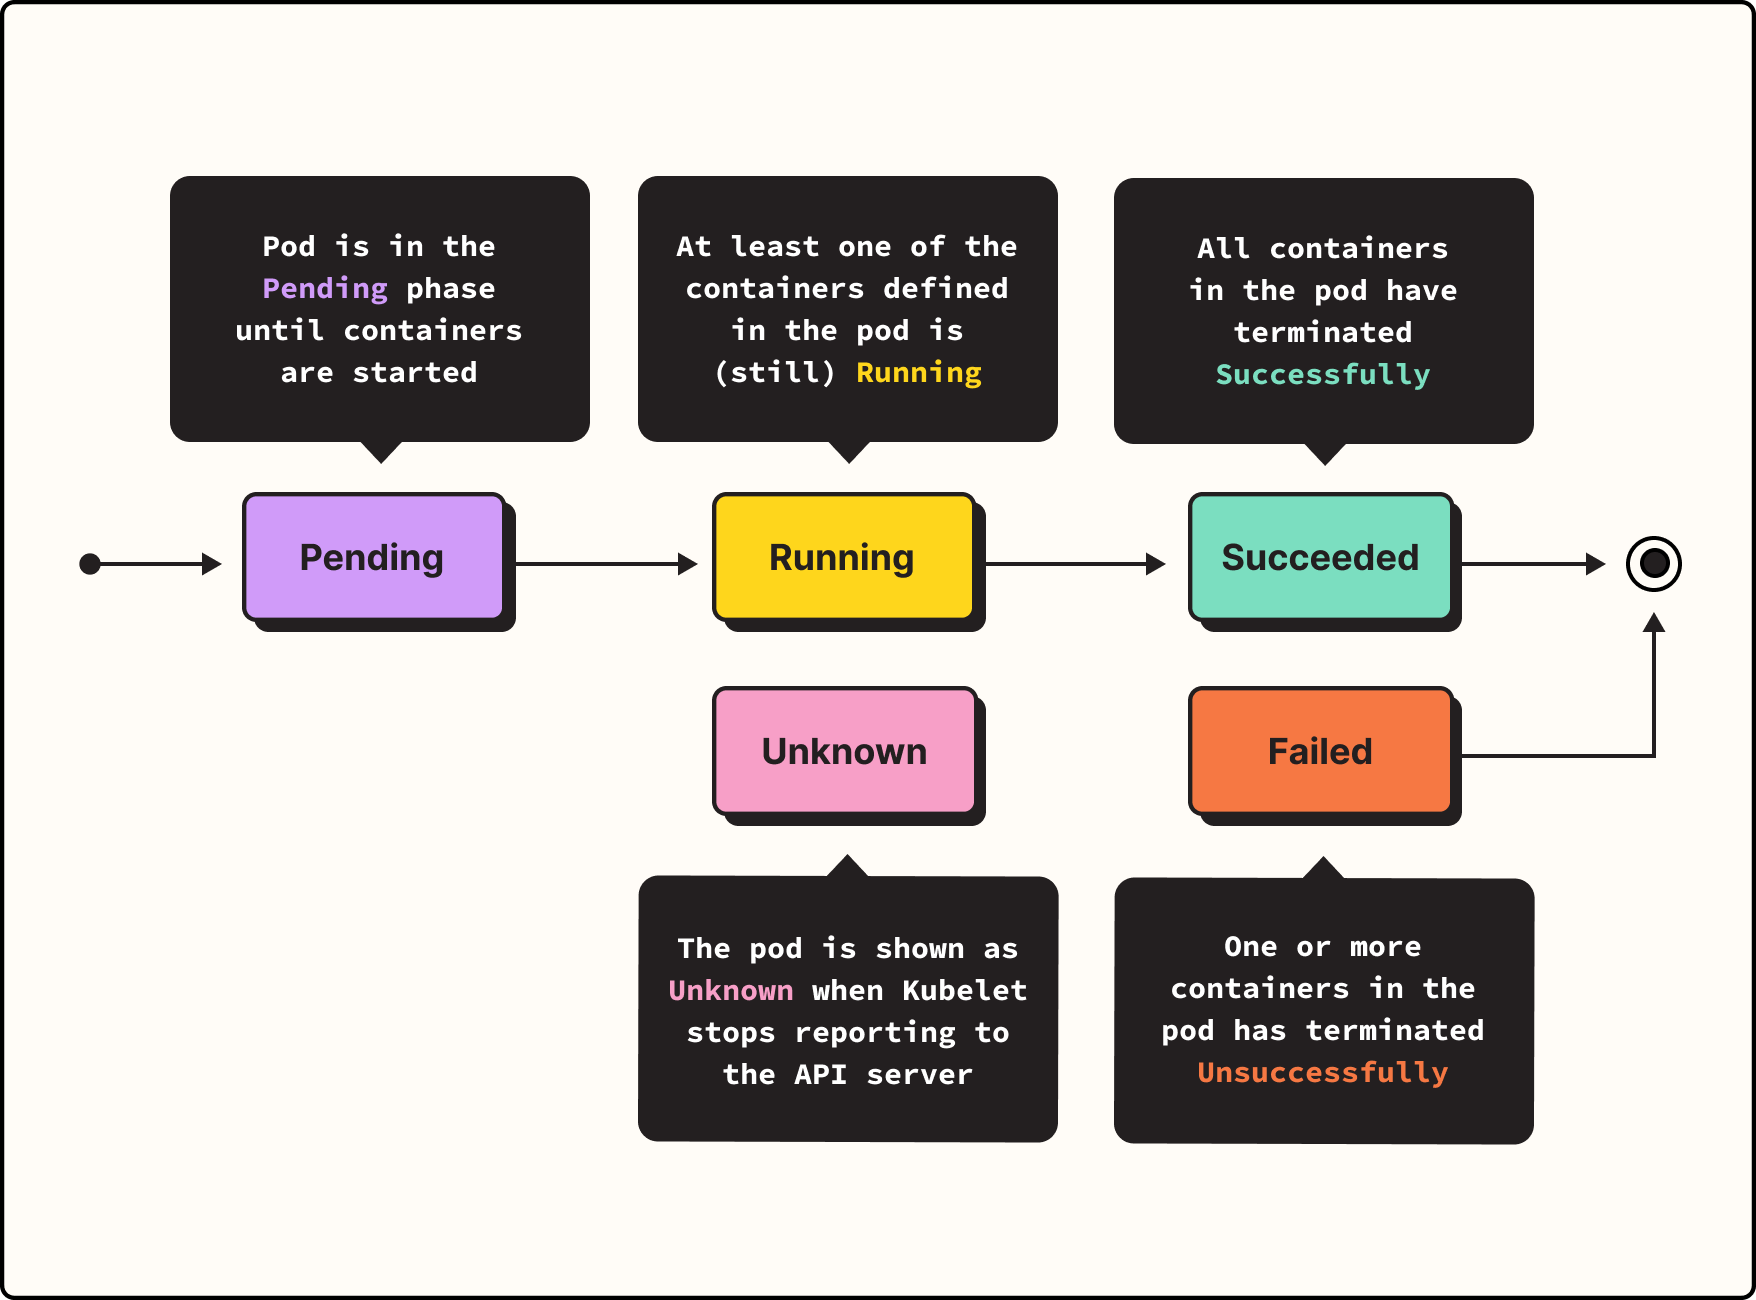 Pod is in the
Pending phase
until containers
are started
At least one of the
containers defined
in the pod is
(still) Running
All containers
in the pod have
terminated
Successfully
Pending
Running
Succeeded
Unknown
Failed
The pod is shown as
Unknown when Kubelet
stops reporting to
the API server
One or more
containers in the
pod has terminated
Unsuccessfully